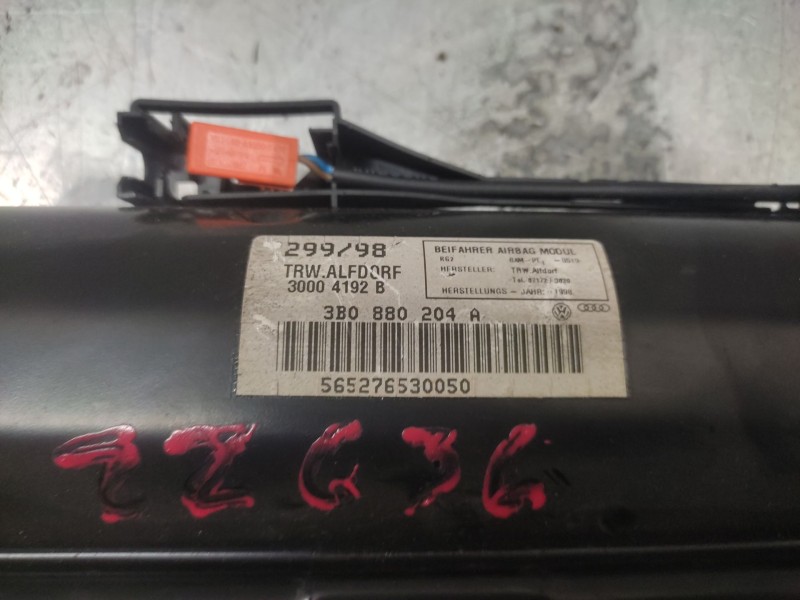 299/98
TRW.ALFDORF
3000 4192 B
BEIFAHRER AIRBAG MODUL
HERSTELLER: TRW.Alfdorf
HERSTELLUNGS - JAHR:
3B0 880 204 A
565276530050